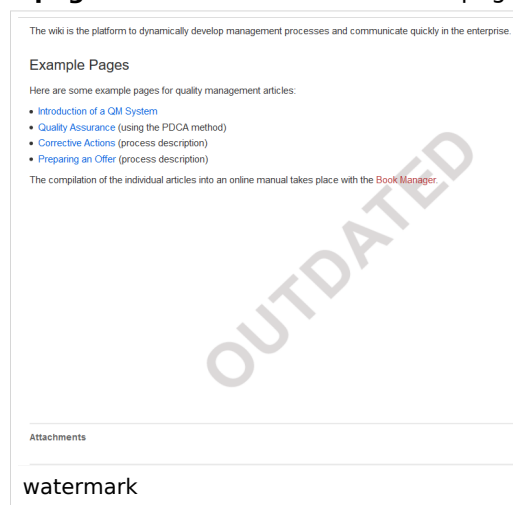 The wiki is the platform to dynamically develop management processes and communicate quickly in the enterprise.
Example Pages
Here are some example pages for quality management articles:
• Introduction of a QM System
• Quality Assurance (using the PDCA method)
• Corrective Actions (process description)
• Preparing an Offer (process description)
The compilation of the individual articles into an online manual takes place with the Book Manager.
OUTDATED
Attachments
watermark